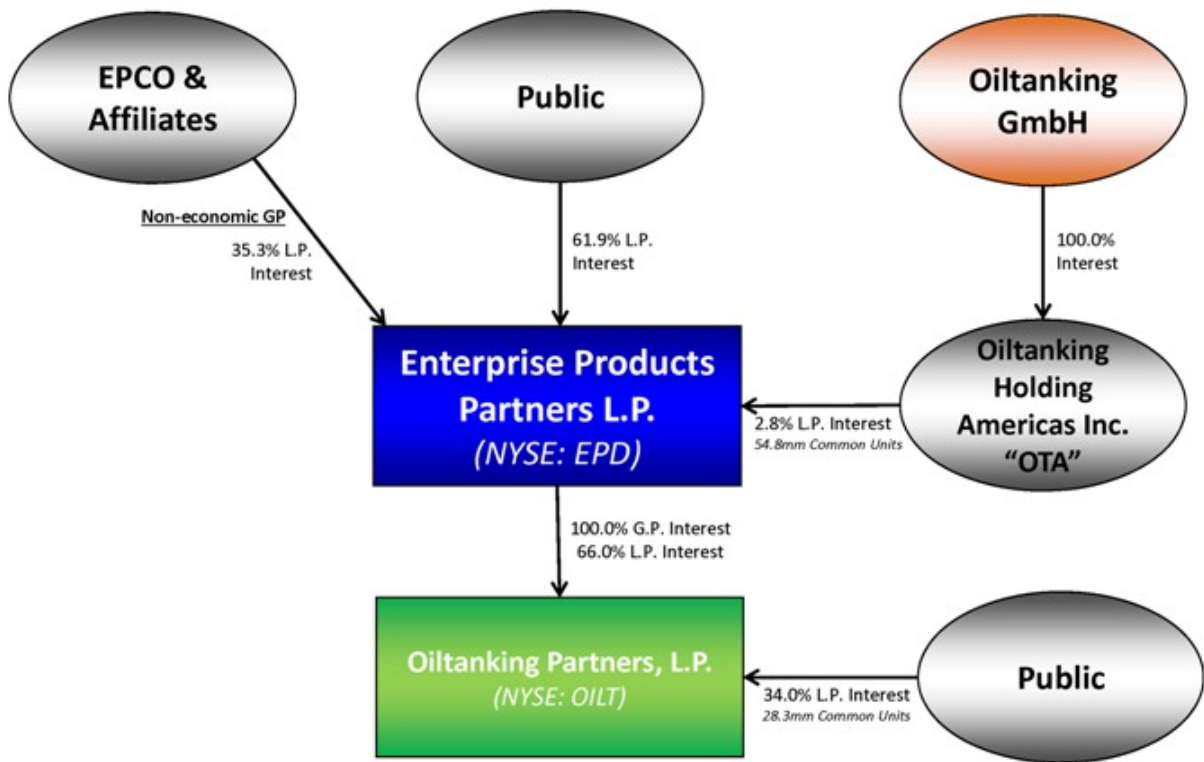 EPCO &
Affiliates
Public
Oiltanking
GmbH
Non-economic GP
35.3% L.P.
Interest
61.9% L.P.
Interest
100.0%
Interest
Enterprise Products
Partners L.P.
(NYSE: EPD)
2.8% L.P. Interest
54.8mm Common Units
Oiltanking
Holding
Americas Inc.
“OTA”
100.0% G.P. Interest
66.0% L.P. Interest
Oiltanking Partners, L.P.
(NYSE: OILT)
34.0% L.P. Interest
28.3mm Common Units
Public